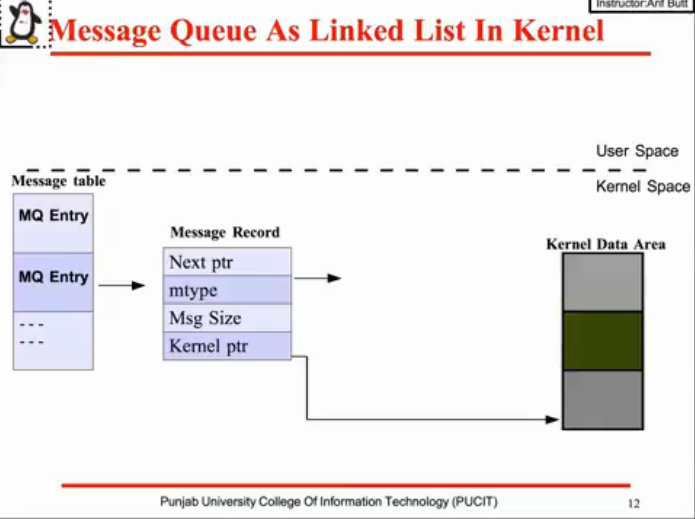 Instructor:Arif Butt
Message Queue As Linked List In Kernel
User Space
Kernel Space
Message table
MQ Entry
MQ Entry
---
---
Message Record
Next ptr
mtype
Msg Size
Kernel ptr
Kernel Data Area
Punjab University College Of Information Technology (PUCIT)
12